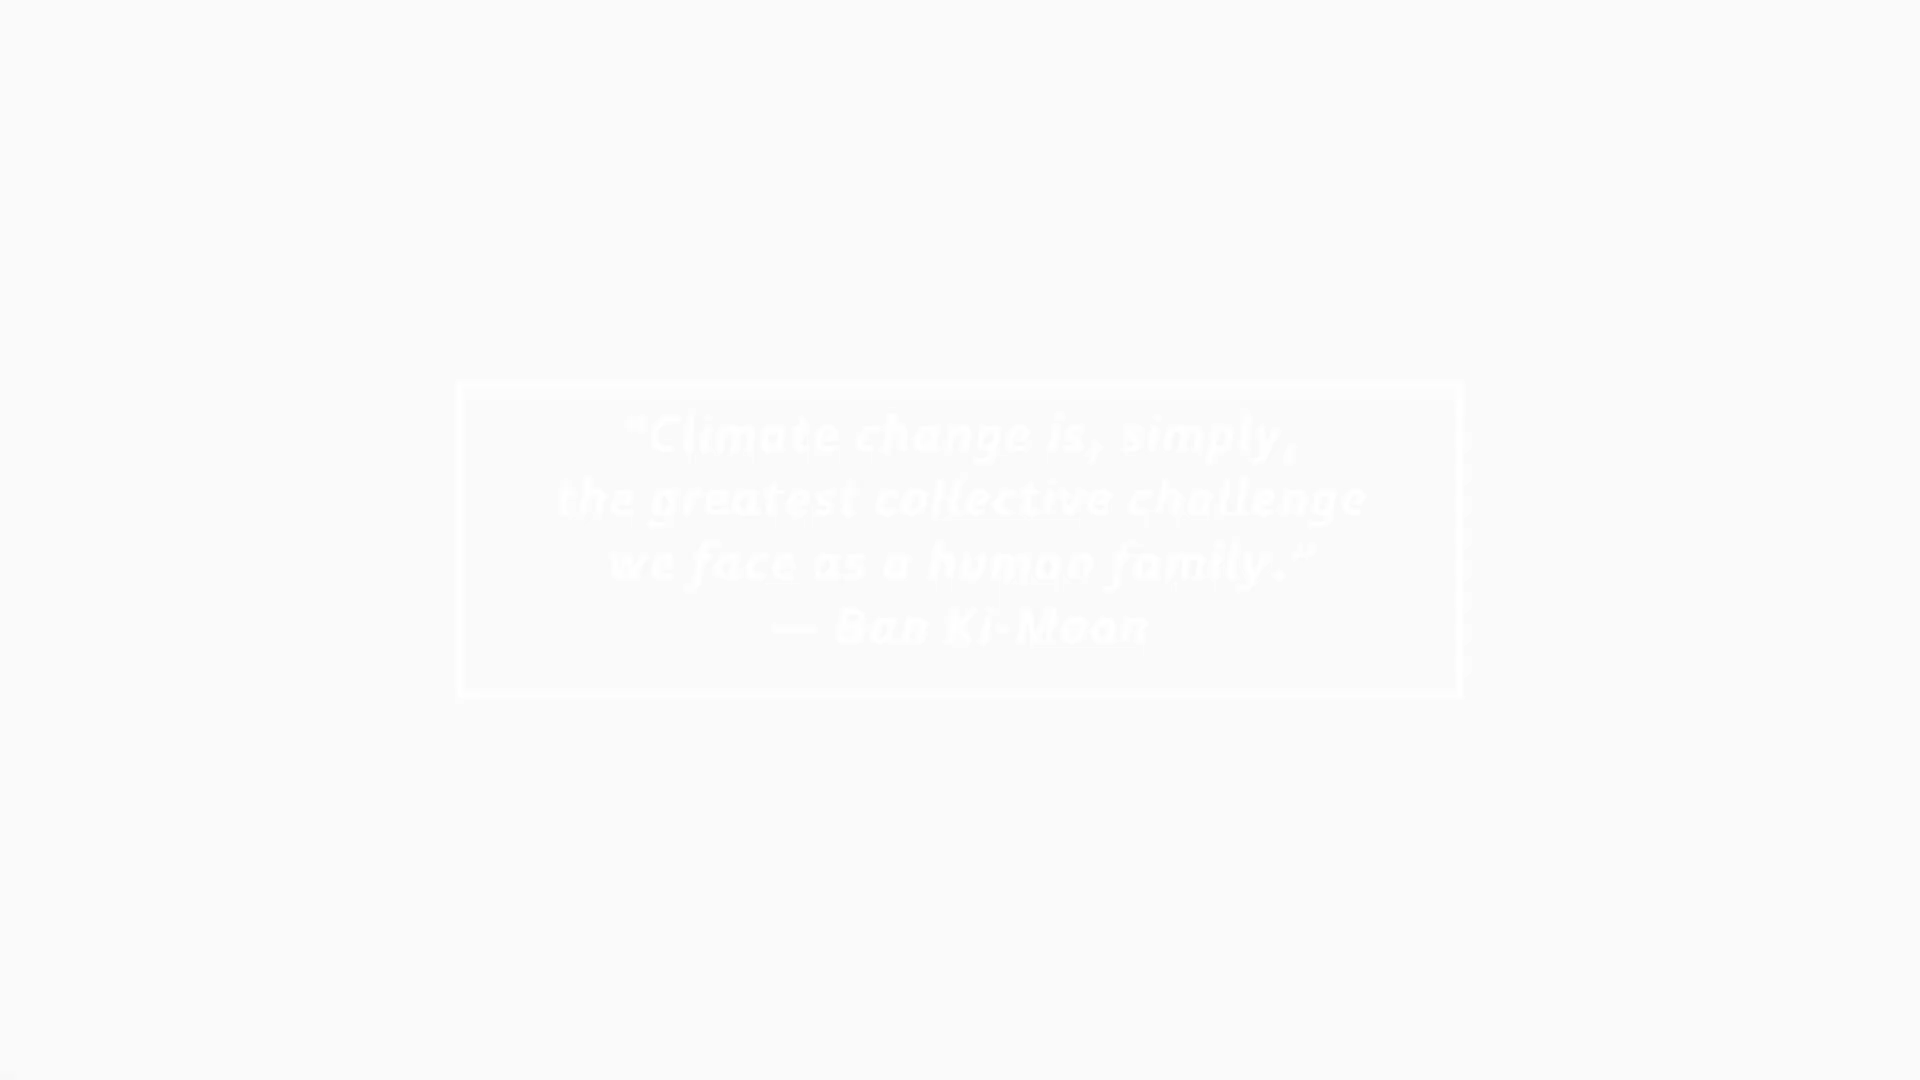 “Climate change is, simply,
the greatest collective challenge
we face as a human family.”
— Ban Ki-Moon